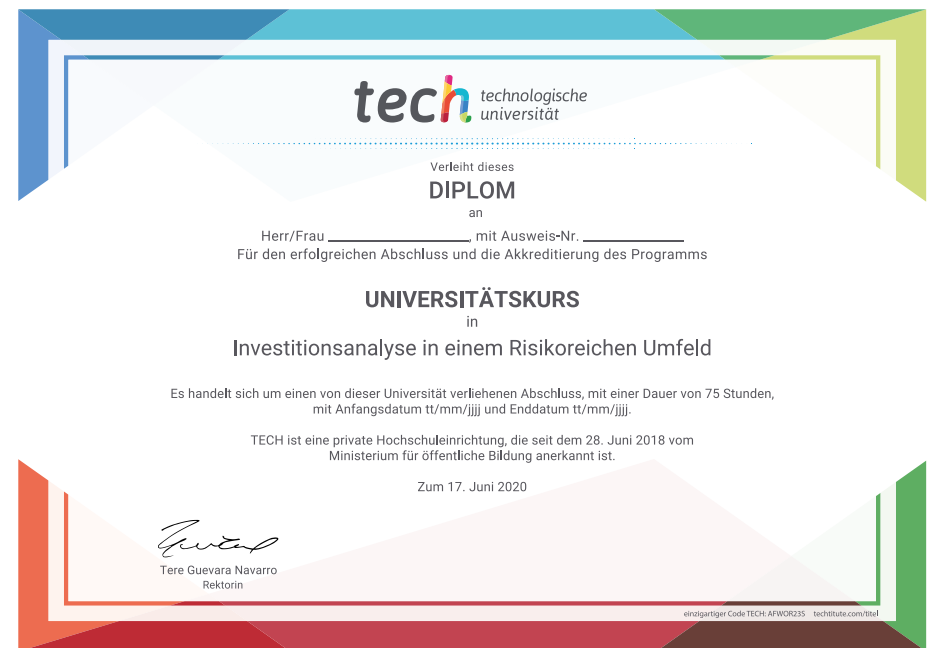 tech technologische
universität
Verleiht dieses
DIPLOM
an
Herr/Frau ____________________, mit Ausweis-Nr. ______________
Für den erfolgreichen Abschluss und die Akkreditierung des Programms
UNIVERSITÄTSKURS
in
Investitionsanalyse in einem Risikoreichen Umfeld
Es handelt sich um einen von dieser Universität verliehenen Abschluss, mit einer Dauer von 75 Stunden,
mit Anfangsdatum tt/mm/jjjj und Enddatum tt/mm/jjjj.
TECH ist eine private Hochschuleinrichtung, die seit dem 28. Juni 2018 vom
Ministerium für öffentliche Bildung anerkannt ist.
Zum 17. Juni 2020
Tere Guevara Navarro
Rektorin
einzigartiger Code TECH: AFWOR23S techtitute.com/titel